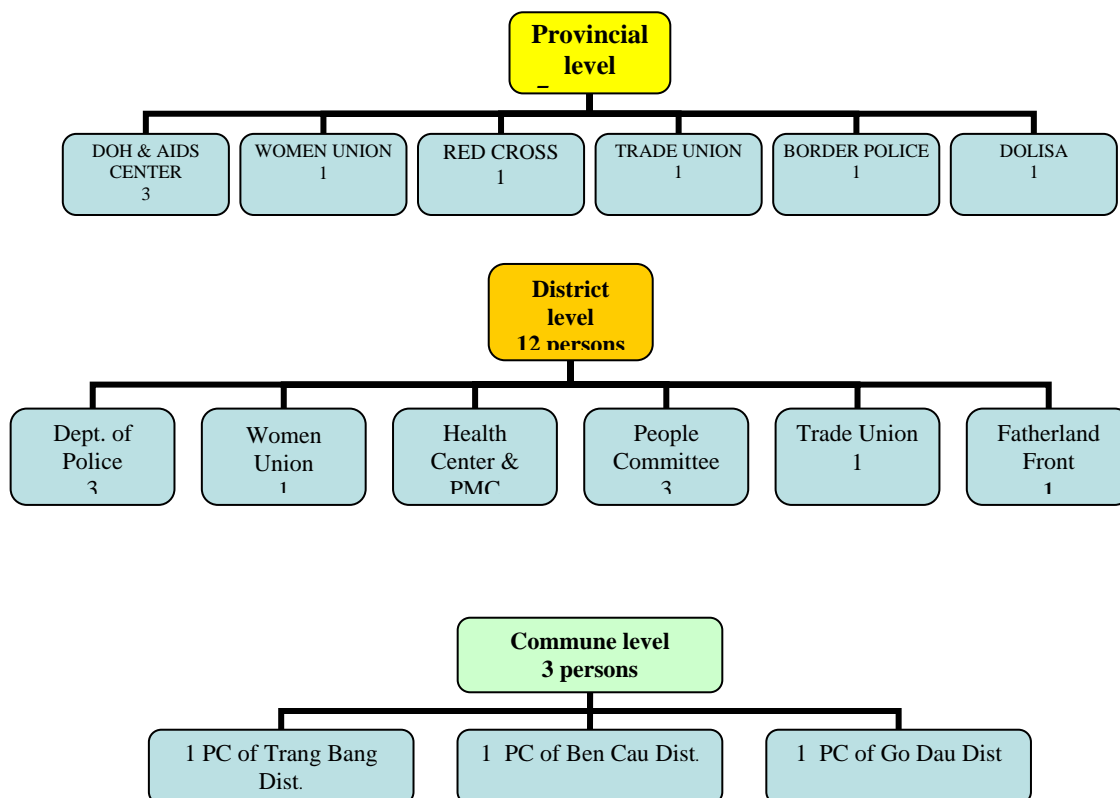 Provincial
level
DOH & AIDS
CENTER
3
WOMEN UNION
1
RED CROSS
1
TRADE UNION
1
BORDER POLICE
1
DOLISA
1
District
level
12 persons
Dept. of
Police
3
Women
Union
1
Health
Center &
PMC
People
Committee
3
Trade Union
1
Fatherland
Front
1
Commune level
3 persons
1 PC of Trang Bang
Dist.
1 PC of Ben Cau Dist.
1 PC of Go Dau Dist